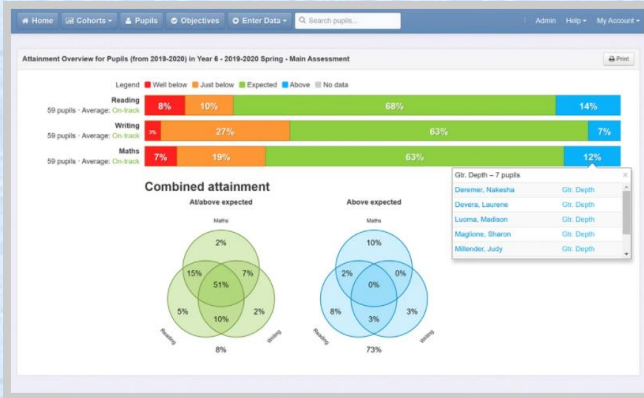 Home Cohorts Pupils Objectives Enter Data Search pupils... Admin Help My Account
Attainment Overview for Pupils (from 2019-2020) in Year 6 - 2019-2020 Spring - Main Assessment Print
Legend Well below Just below Expected Above No data
Reading
59 pupils - Average: On-track
8% 10% 68% 14%
Writing
59 pupils - Average: On-track
3% 27% 63% 7%
Maths
59 pupils - Average: On-track
7% 19% 63% 12%
Gtr. Depth – 7 pupils ×
Deremer, Nakesha Gtr. Depth
Devera, Laurene Gtr. Depth
Luoma, Madison Gtr. Depth
Maglione, Sharon Gtr. Depth
Millender, Judy Gtr. Depth
Combined attainment
At/above expected
Maths
2%
15% 7%
51%
5% 10% 2%
Reading Writing
8%
Above expected
Maths
10%
2% 0%
0%
8% 3% 3%
Reading Writing
73%